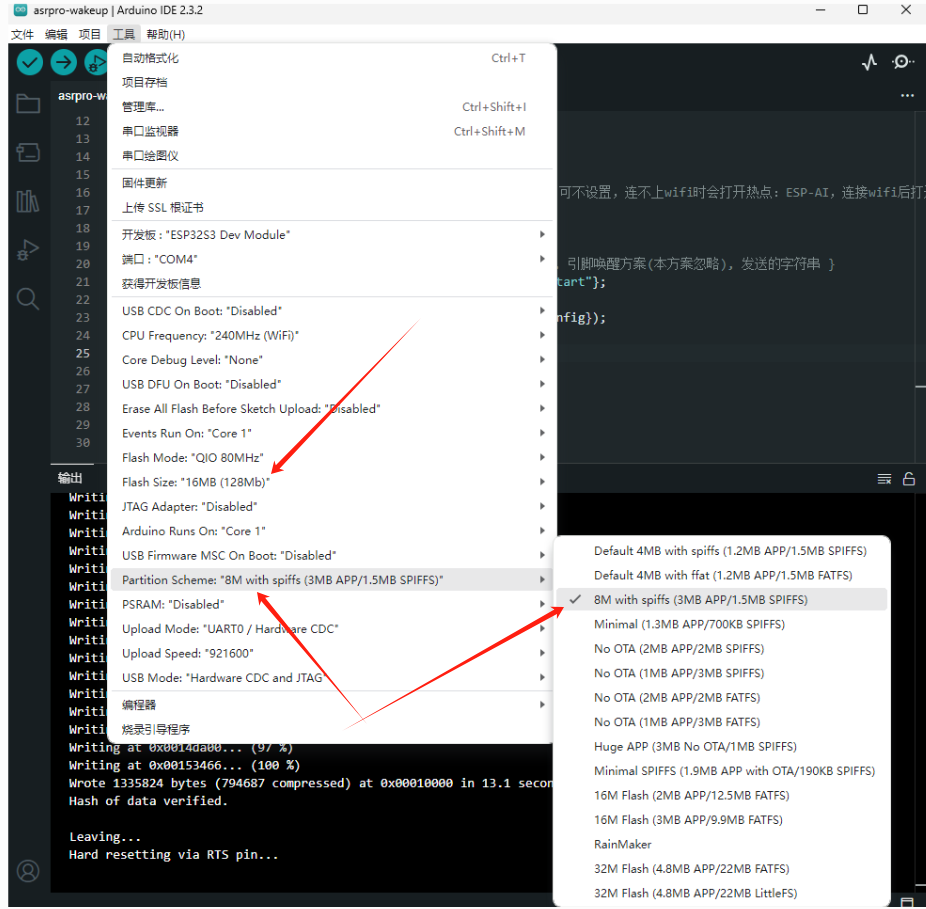 asrpro-wakeup | Arduino IDE 2.3.2
文件 编辑 项目 工具 帮助(H)
asrpro-wa
自动格式化 Ctrl+T
项目存档
管理库... Ctrl+Shift+I
串口监视器 Ctrl+Shift+M
串口绘图仪
固件更新
上传 SSL 根证书
开发板 : "ESP32S3 Dev Module"
端口 : "COM4"
获得开发板信息
USB CDC On Boot: "Disabled"
CPU Frequency: "240MHz (WiFi)"
Core Debug Level: "None"
USB DFU On Boot: "Disabled"
Erase All Flash Before Sketch Upload: "Disabled"
Events Run On: "Core 1"
Flash Mode: "QIO 80MHz"
Flash Size: "16MB (128Mb)"
JTAG Adapter: "Disabled"
Arduino Runs On: "Core 1"
USB Firmware MSC On Boot: "Disabled"
Partition Scheme: "8M with spiffs (3MB APP/1.5MB SPIFFS)"
PSRAM: "Disabled"
Upload Mode: "UART0 / Hardware CDC"
Upload Speed: "921600"
USB Mode: "Hardware CDC and JTAG"
编程器
烧录引导程序
12
13
14
15
16
17
18
19
20
21
22
23
24
25
26
27
28
29
30
可不设置，连不上wifi时会打开热点：ESP-AI，连接wifi后打开
引脚唤醒方案(本方案忽略), 发送的字符串 }
tart"};
nfig});
输出
Writi
Writi
Writi
Writi
Writi
Writi
Writi
Writi
Writi
Writi
Writi
Writi
Writi
Writi
Writing at 0x0014da00... (97 %)
Writing at 0x00153466... (100 %)
Wrote 1335824 bytes (794687 compressed) at 0x00010000 in 13.1 secon
Hash of data verified.
Leaving...
Hard resetting via RTS pin...
Default 4MB with spiffs (1.2MB APP/1.5MB SPIFFS)
Default 4MB with ffat (1.2MB APP/1.5MB FATFS)
8M with spiffs (3MB APP/1.5MB SPIFFS)
Minimal (1.3MB APP/700KB SPIFFS)
No OTA (2MB APP/2MB SPIFFS)
No OTA (1MB APP/3MB SPIFFS)
No OTA (2MB APP/2MB FATFS)
No OTA (1MB APP/3MB FATFS)
Huge APP (3MB No OTA/1MB SPIFFS)
Minimal SPIFFS (1.9MB APP with OTA/190KB SPIFFS)
16M Flash (2MB APP/12.5MB FATFS)
16M Flash (3MB APP/9.9MB FATFS)
RainMaker
32M Flash (4.8MB APP/22MB FATFS)
32M Flash (4.8MB APP/22MB LittleFS)